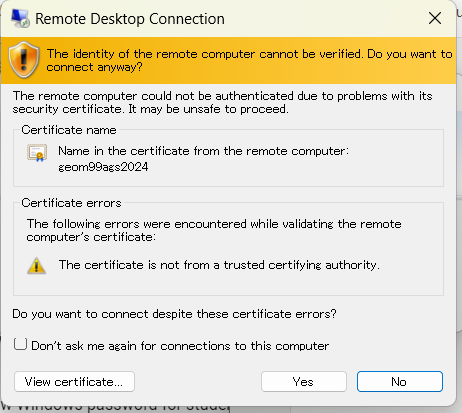 Remote Desktop Connection
The identity of the remote computer cannot be verified. Do you want to
connect anyway?
The remote computer could not be authenticated due to problems with its
security certificate. It may be unsafe to proceed.
Certificate name
Name in the certificate from the remote computer:
geom99ags2024
Certificate errors
The following errors were encountered while validating the remote
computer's certificate:
The certificate is not from a trusted certifying authority.
Do you want to connect despite these certificate errors?
Don't ask me again for connections to this computer
View certificate...
Yes
No
w Windows password for stude